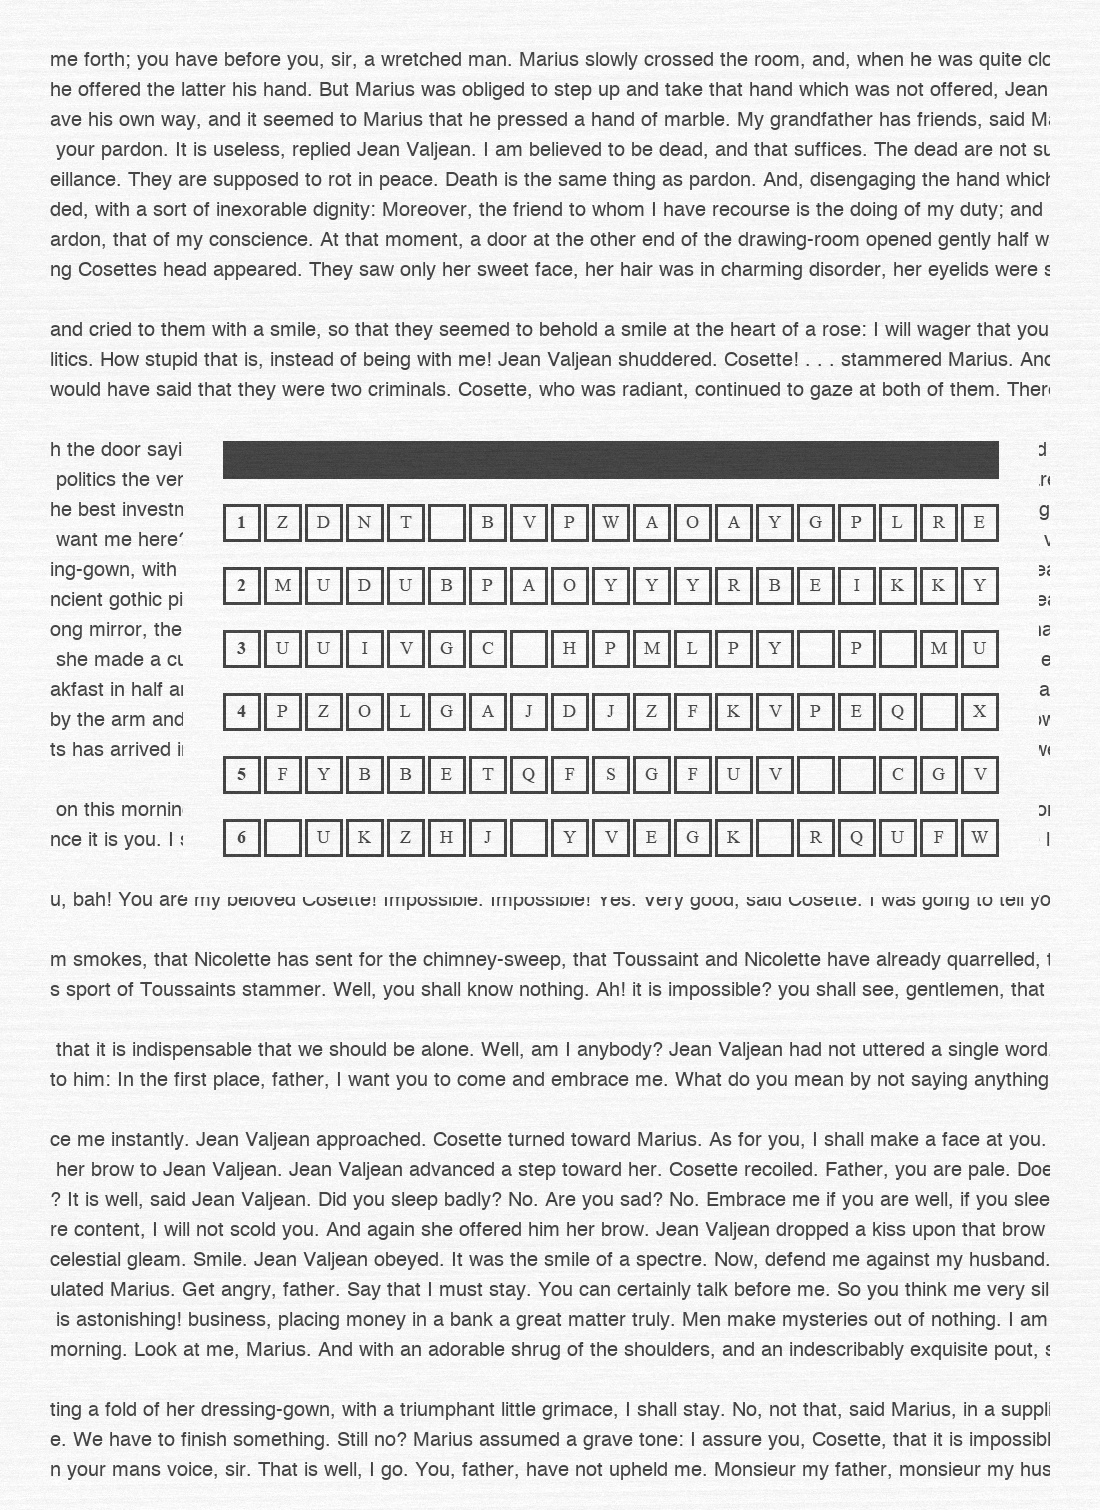 me forth; you have before you, sir, a wretched man. Marius slowly crossed the room, and, when he was quite clo
he offered the latter his hand. But Marius was obliged to step up and take that hand which was not offered, Jean
ave his own way, and it seemed to Marius that he pressed a hand of marble. My grandfather has friends, said Ma
your pardon. It is useless, replied Jean Valjean. I am believed to be dead, and that suffices. The dead are not su
eillance. They are supposed to rot in peace. Death is the same thing as pardon. And, disengaging the hand which
ded, with a sort of inexorable dignity: Moreover, the friend to whom I have recourse is the doing of my duty; and
ardon, that of my conscience. At that moment, a door at the other end of the drawing-room opened gently half w
ng Cosettes head appeared. They saw only her sweet face, her hair was in charming disorder, her eyelids were s
and cried to them with a smile, so that they seemed to behold a smile at the heart of a rose: I will wager that you
litics. How stupid that is, instead of being with me! Jean Valjean shuddered. Cosette! . . . stammered Marius. And
would have said that they were two criminals. Cosette, who was radiant, continued to gaze at both of them. There
h the door sayi d
politics the ver re
1 Z D N T B V P W A O A Y G P L R E
he best investm g
want me here? v
2 M U D U B P A O Y Y Y R B E I K K Y
ing-gown, with ea
ncient gothic pi ea
3 U U I V G C H P M L P Y P M U
ong mirror, the na
she made a cu e
4 P Z O L G A J D J Z F K V P E Q X
akfast in half an a
by the arm and ow
5 F Y B B E T Q F S G F U V C G V
ts has arrived in we
on this morning or
6 U K Z H J Y V E G K R Q U F W
nce it is you. I s
u, bah! You are my beloved Cosette! Impossible. Impossible! Yes. Very good, said Cosette. I was going to tell yo
m smokes, that Nicolette has sent for the chimney-sweep, that Toussaint and Nicolette have already quarrelled, t
s sport of Toussaints stammer. Well, you shall know nothing. Ah! it is impossible? you shall see, gentlemen, that
that it is indispensable that we should be alone. Well, am I anybody? Jean Valjean had not uttered a single word.
to him: In the first place, father, I want you to come and embrace me. What do you mean by not saying anything
ce me instantly. Jean Valjean approached. Cosette turned toward Marius. As for you, I shall make a face at you.
her brow to Jean Valjean. Jean Valjean advanced a step toward her. Cosette recoiled. Father, you are pale. Doe
? It is well, said Jean Valjean. Did you sleep badly? No. Are you sad? No. Embrace me if you are well, if you slee
re content, I will not scold you. And again she offered him her brow. Jean Valjean dropped a kiss upon that brow
celestial gleam. Smile. Jean Valjean obeyed. It was the smile of a spectre. Now, defend me against my husband.
ulated Marius. Get angry, father. Say that I must stay. You can certainly talk before me. So you think me very sil
is astonishing! business, placing money in a bank a great matter truly. Men make mysteries out of nothing. I am
morning. Look at me, Marius. And with an adorable shrug of the shoulders, and an indescribably exquisite pout, s
ting a fold of her dressing-gown, with a triumphant little grimace, I shall stay. No, not that, said Marius, in a suppli
e. We have to finish something. Still no? Marius assumed a grave tone: I assure you, Cosette, that it is impossibl
n your mans voice, sir. That is well, I go. You, father, have not upheld me. Monsieur my father, monsieur my hus